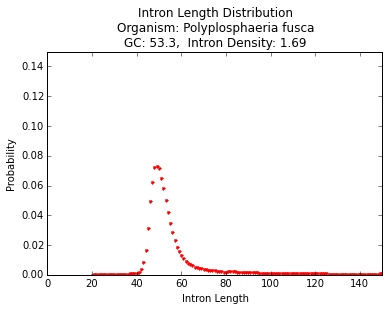 Intron Length Distribution
Organism: Polyplosphaeria fusca
GC: 53.3,  Intron Density: 1.69
0.14
0.12
0.10
0.08
0.06
0.04
0.02
0.00
Probability
0 20 40 60 80 100 120 140
Intron Length